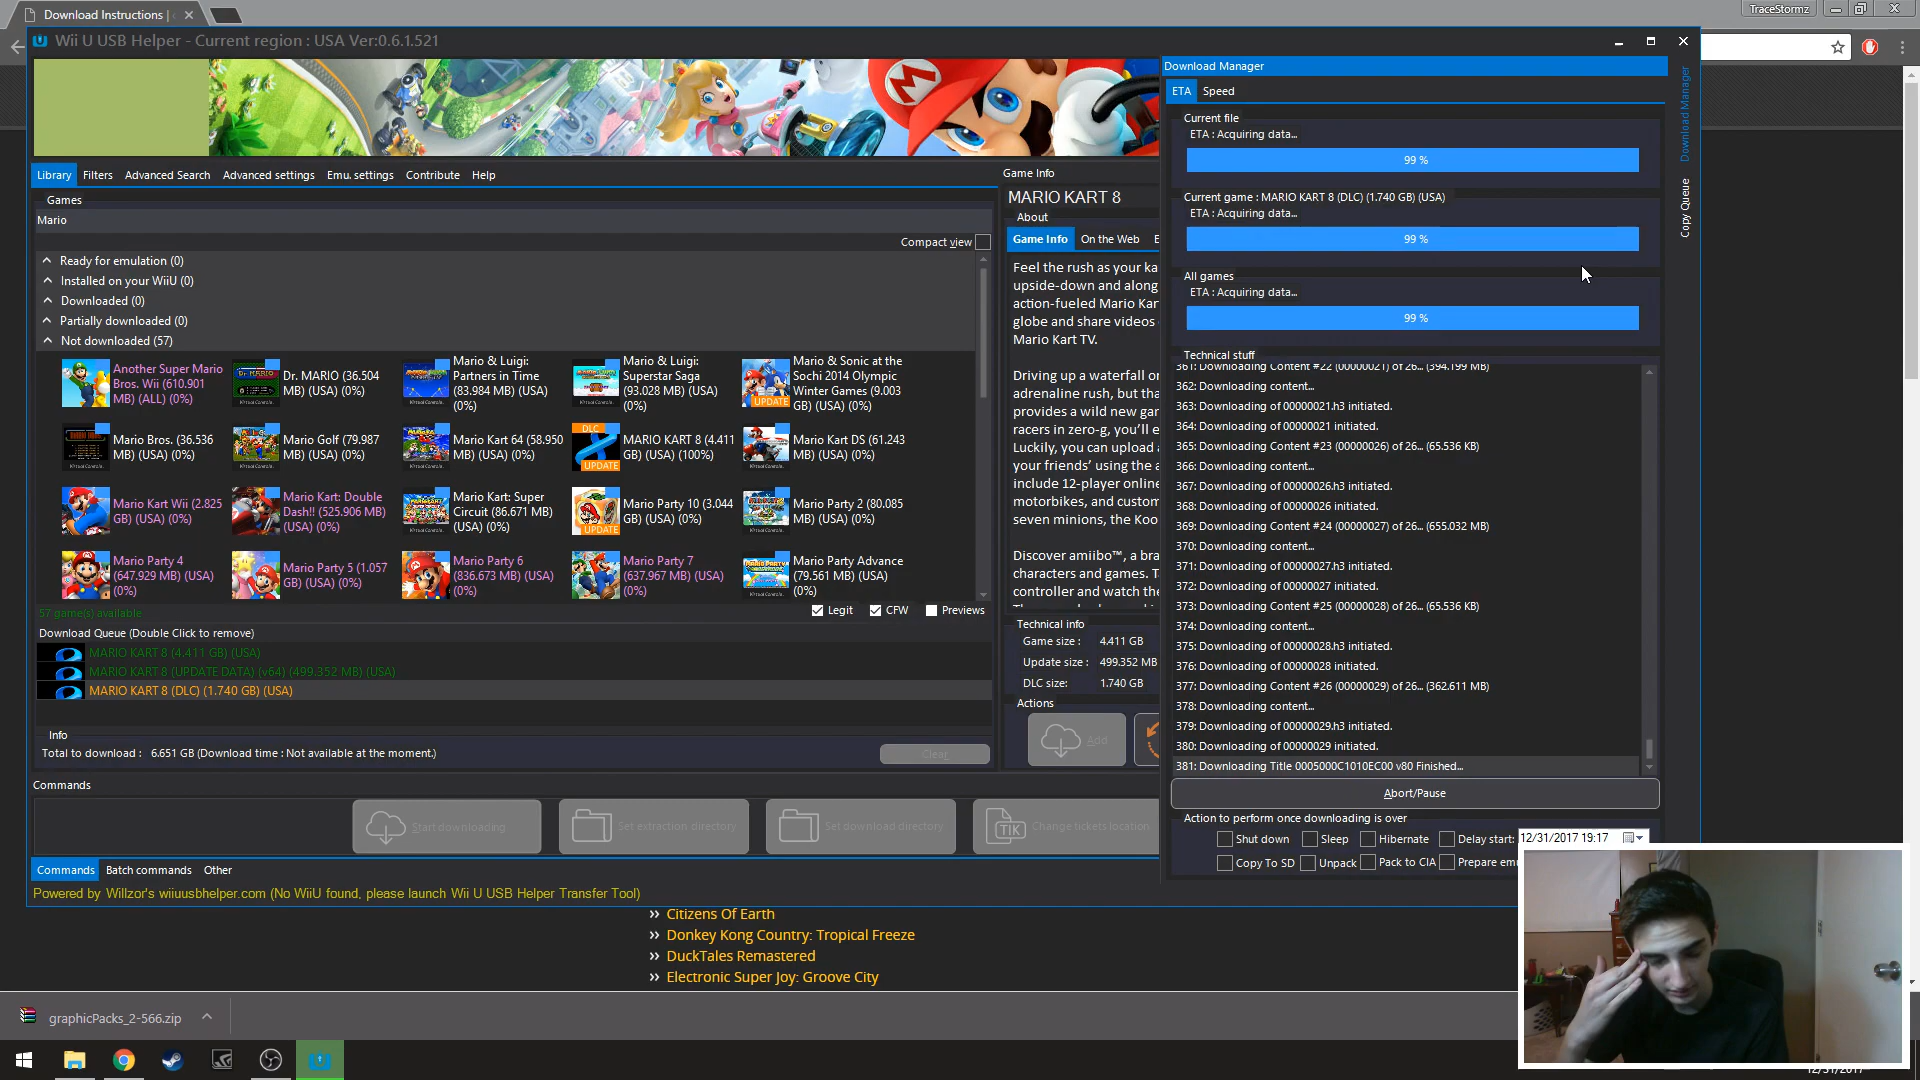 Download Instructions |
TraceStormz
Wii U USB Helper - Current region : USA Ver:0.6.1.521
Download Manager
ETA
Speed
Current file
ETA : Acquiring data...
99 %
Current game : MARIO KART 8 (DLC) (1.740 GB) (USA)
ETA : Acquiring data...
99 %
All games
ETA : Acquiring data...
99 %
Download Manager
Copy Queue
Library
Filters
Advanced Search
Advanced settings
Emu. settings
Contribute
Help
Games
Mario
Compact view
Ready for emulation (0)
Installed on your WiiU (0)
Downloaded (0)
Partially downloaded (0)
Not downloaded (57)
Another Super Mario
Bros. Wii (610.901
MB) (ALL) (0%)
Dr. MARIO (36.504
MB) (USA) (0%)
Mario & Luigi:
Partners in Time
(83.984 MB) (USA)
(0%)
Mario & Luigi:
Superstar Saga
(93.028 MB) (USA)
(0%)
UPDATE
Mario & Sonic at the
Sochi 2014 Olympic
Winter Games (9.003
GB) (USA) (0%)
Mario Bros. (36.536
MB) (USA) (0%)
Mario Golf (79.987
MB) (USA) (0%)
Mario Kart 64 (58.950
MB) (USA) (0%)
DLC
UPDATE
MARIO KART 8 (4.411
GB) (USA) (100%)
Mario Kart DS (61.243
MB) (USA) (0%)
Mario Kart Wii (2.825
GB) (USA) (0%)
Mario Kart: Double
Dash!! (525.906 MB)
(USA) (0%)
Mario Kart: Super
Circuit (86.671 MB)
(USA) (0%)
UPDATE
Mario Party 10 (3.044
GB) (USA) (0%)
Mario Party 2 (80.085
MB) (USA) (0%)
Mario Party 4
(647.929 MB) (USA)
(0%)
Mario Party 5 (1.057
GB) (USA) (0%)
Mario Party 6
(836.673 MB) (USA)
(0%)
Mario Party 7
(637.967 MB) (USA)
(0%)
Mario Party Advance
(79.561 MB) (USA)
(0%)
57 game(s) available
Legit
CFW
Previews
Download Queue (Double Click to remove)
MARIO KART 8 (4.411 GB) (USA)
MARIO KART 8 (UPDATE DATA) (v64) (499.352 MB) (USA)
MARIO KART 8 (DLC) (1.740 GB) (USA)
Info
Total to download : 6.651 GB (Download time : Not available at the moment.)
Clear
Game Info
MARIO KART 8
About
Game Info
On the Web
E
Feel the rush as your ka
upside-down and along
action-fueled Mario Kar
globe and share videos
Mario Kart TV.
Driving up a waterfall or
adrenaline rush, but tha
provides a wild new gar
racers in zero-g, you'll e
Luckily, you can upload
your friends' using the a
include 12-player online
motorbikes, and custom
seven minions, the Koo
Discover amiibo™, a bra
characters and games. T
controller and watch the
Technical info
Game size : 4.411 GB
Update size : 499.352 MB
DLC size: 1.740 GB
Actions
Add
Technical stuff
361: Downloading Content #22 (00000021) of 26... (394.199 MB)
362: Downloading content...
363: Downloading of 00000021.h3 initiated.
364: Downloading of 00000021 initiated.
365: Downloading Content #23 (00000026) of 26... (65.536 KB)
366: Downloading content...
367: Downloading of 00000026.h3 initiated.
368: Downloading of 00000026 initiated.
369: Downloading Content #24 (00000027) of 26... (655.032 MB)
370: Downloading content...
371: Downloading of 00000027.h3 initiated.
372: Downloading of 00000027 initiated.
373: Downloading Content #25 (00000028) of 26... (65.536 KB)
374: Downloading content...
375: Downloading of 00000028.h3 initiated.
376: Downloading of 00000028 initiated.
377: Downloading Content #26 (00000029) of 26... (362.611 MB)
378: Downloading content...
379: Downloading of 00000029.h3 initiated.
380: Downloading of 00000029 initiated.
381: Downloading Title 0005000C1010EC00 v80 Finished...
Abort/Pause
Action to perform once downloading is over
Shut down
Sleep
Hibernate
Delay start:
12/31/2017 19:17
Copy To SD
Unpack
Pack to CIA
Prepare emu
Commands
Start downloading
Set extraction directory
Set download directory
TIK
Change tickets location
Commands
Batch commands
Other
Powered by Willzor's wiiuusbhelper.com (No WiiU found, please launch Wii U USB Helper Transfer Tool)
Citizens Of Earth
Donkey Kong Country: Tropical Freeze
DuckTales Remastered
Electronic Super Joy: Groove City
graphicPacks_2-566.zip